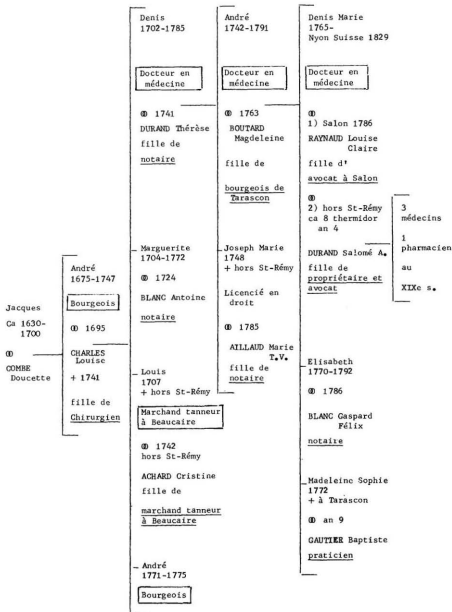 Jacques
Ca 1630-
1700
⚭
COMBE
Doucette
André
1675-1747
Bourgeois
⚭ 1695
CHARLES
Louise
+ 1741
fille de
Chirurgien
Denis
1702-1785
Docteur en
médecine
⚭ 1741
DURAND Thérèse
fille de
notaire
Marguerite
1704-1772
⚭ 1724
BLANC Antoine
notaire
Louis
1707
+ hors St-Rémy
Marchand tanneur
à Beaucaire
⚭ 1742
hors St-Rémy
ACHARD Cristine
fille de
marchand tanneur
à Beaucaire
André
1771-1775
Bourgeois
André
1742-1791
Docteur en
médecine
⚭ 1763
BOUTARD
Magdeleine
fille de
bourgeois de
Tarascon
Joseph Marie
1748
+ hors St-Rémy
Licencié en
droit
⚭ 1785
AILLAUD Marie
T.V.
fille de
notaire
Denis Marie
1765-
Nyon Suisse 1829
Docteur en
médecine
⚭
1) Salon 1786
RAYNAUD Louise
Claire
fille d'
avocat à Salon
⚭
2) hors St-Rémy
ca 8 thermidor
an 4
DURAND Salomé A.
fille de
propriétaire et
avocat
3
médecins
1
pharmacien
au
XIXe s.
Elisabeth
1770-1792
⚭ 1786
BLANC Gaspard
Félix
notaire
Madeleine Sophie
1772
+ à Tarascon
⚭ an 9
GAUTIER Baptiste
praticien